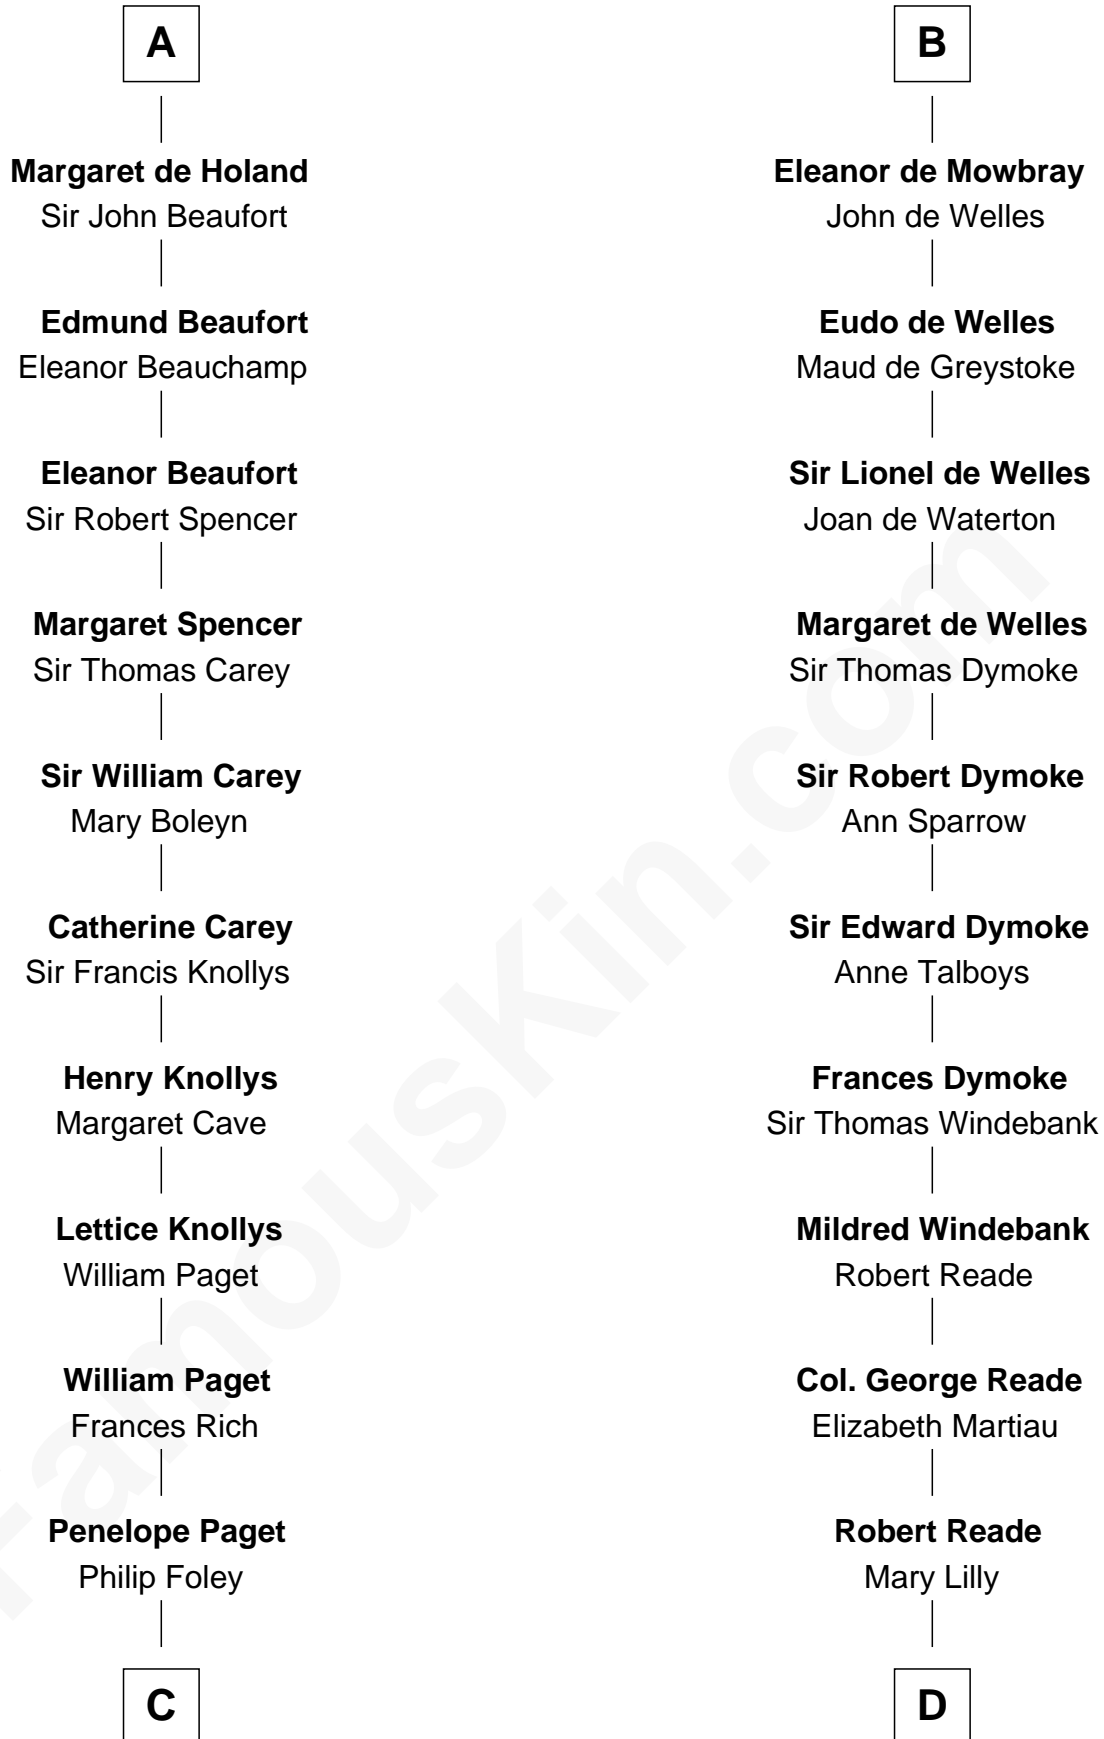 A
Margaret de Holand
Sir John Beaufort
Edmund Beaufort
Eleanor Beauchamp
Eleanor Beaufort
Sir Robert Spencer
Margaret Spencer
Sir Thomas Carey
Sir William Carey
Mary Boleyn
Catherine Carey
Sir Francis Knollys
Henry Knollys
Margaret Cave
Lettice Knollys
William Paget
William Paget
Frances Rich
Penelope Paget
Philip Foley
C
B
Eleanor de Mowbray
John de Welles
Eudo de Welles
Maud de Greystoke
Sir Lionel de Welles
Joan de Waterton
Margaret de Welles
Sir Thomas Dymoke
Sir Robert Dymoke
Ann Sparrow
Sir Edward Dymoke
Anne Talboys
Frances Dymoke
Sir Thomas Windebank
Mildred Windebank
Robert Reade
Col. George Reade
Elizabeth Martiau
Robert Reade
Mary Lilly
D
FamousKin.com